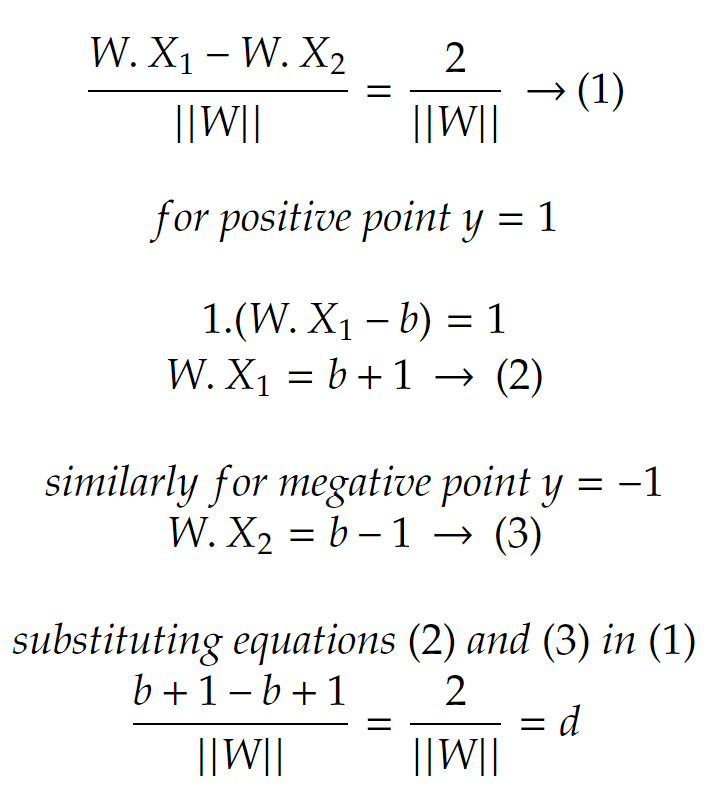 W. X₁ − W. X₂ / ||W|| = 2 / ||W|| → (1)
for positive point y = 1
1.(W. X₁ − b) = 1
W. X₁ = b + 1 → (2)
similarly for megative point y = −1
W. X₂ = b − 1 → (3)
substituting equations (2) and (3) in (1)
b + 1 − b + 1 / ||W|| = 2 / ||W|| = d